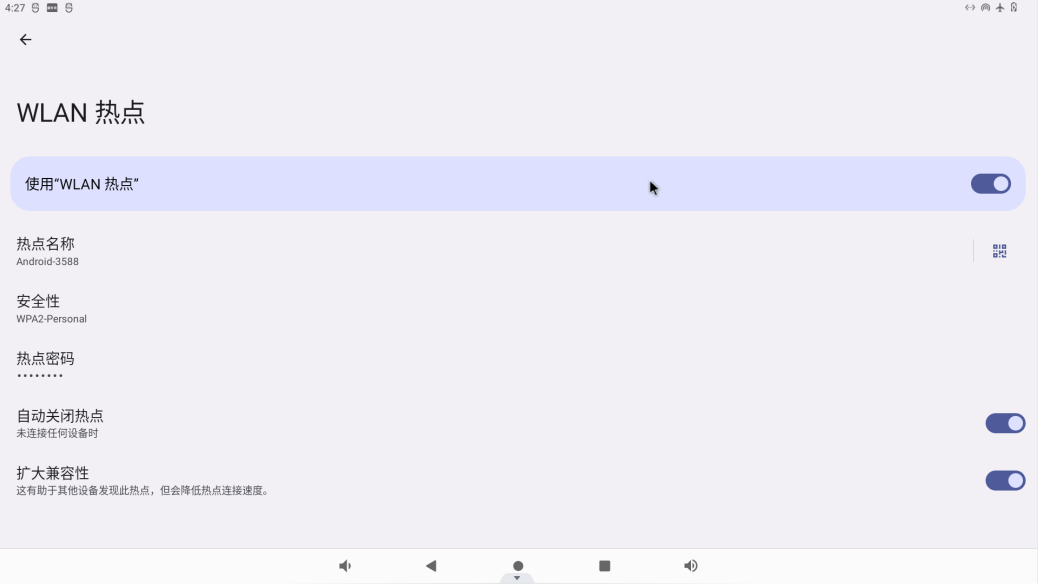 4:27
WLAN 热点
使用“WLAN 热点”
热点名称
Android-3588
安全性
WPA2-Personal
热点密码
••••••••
自动关闭热点
未连接任何设备时
扩大兼容性
这有助于其他设备发现此热点，但会降低热点连接速度。